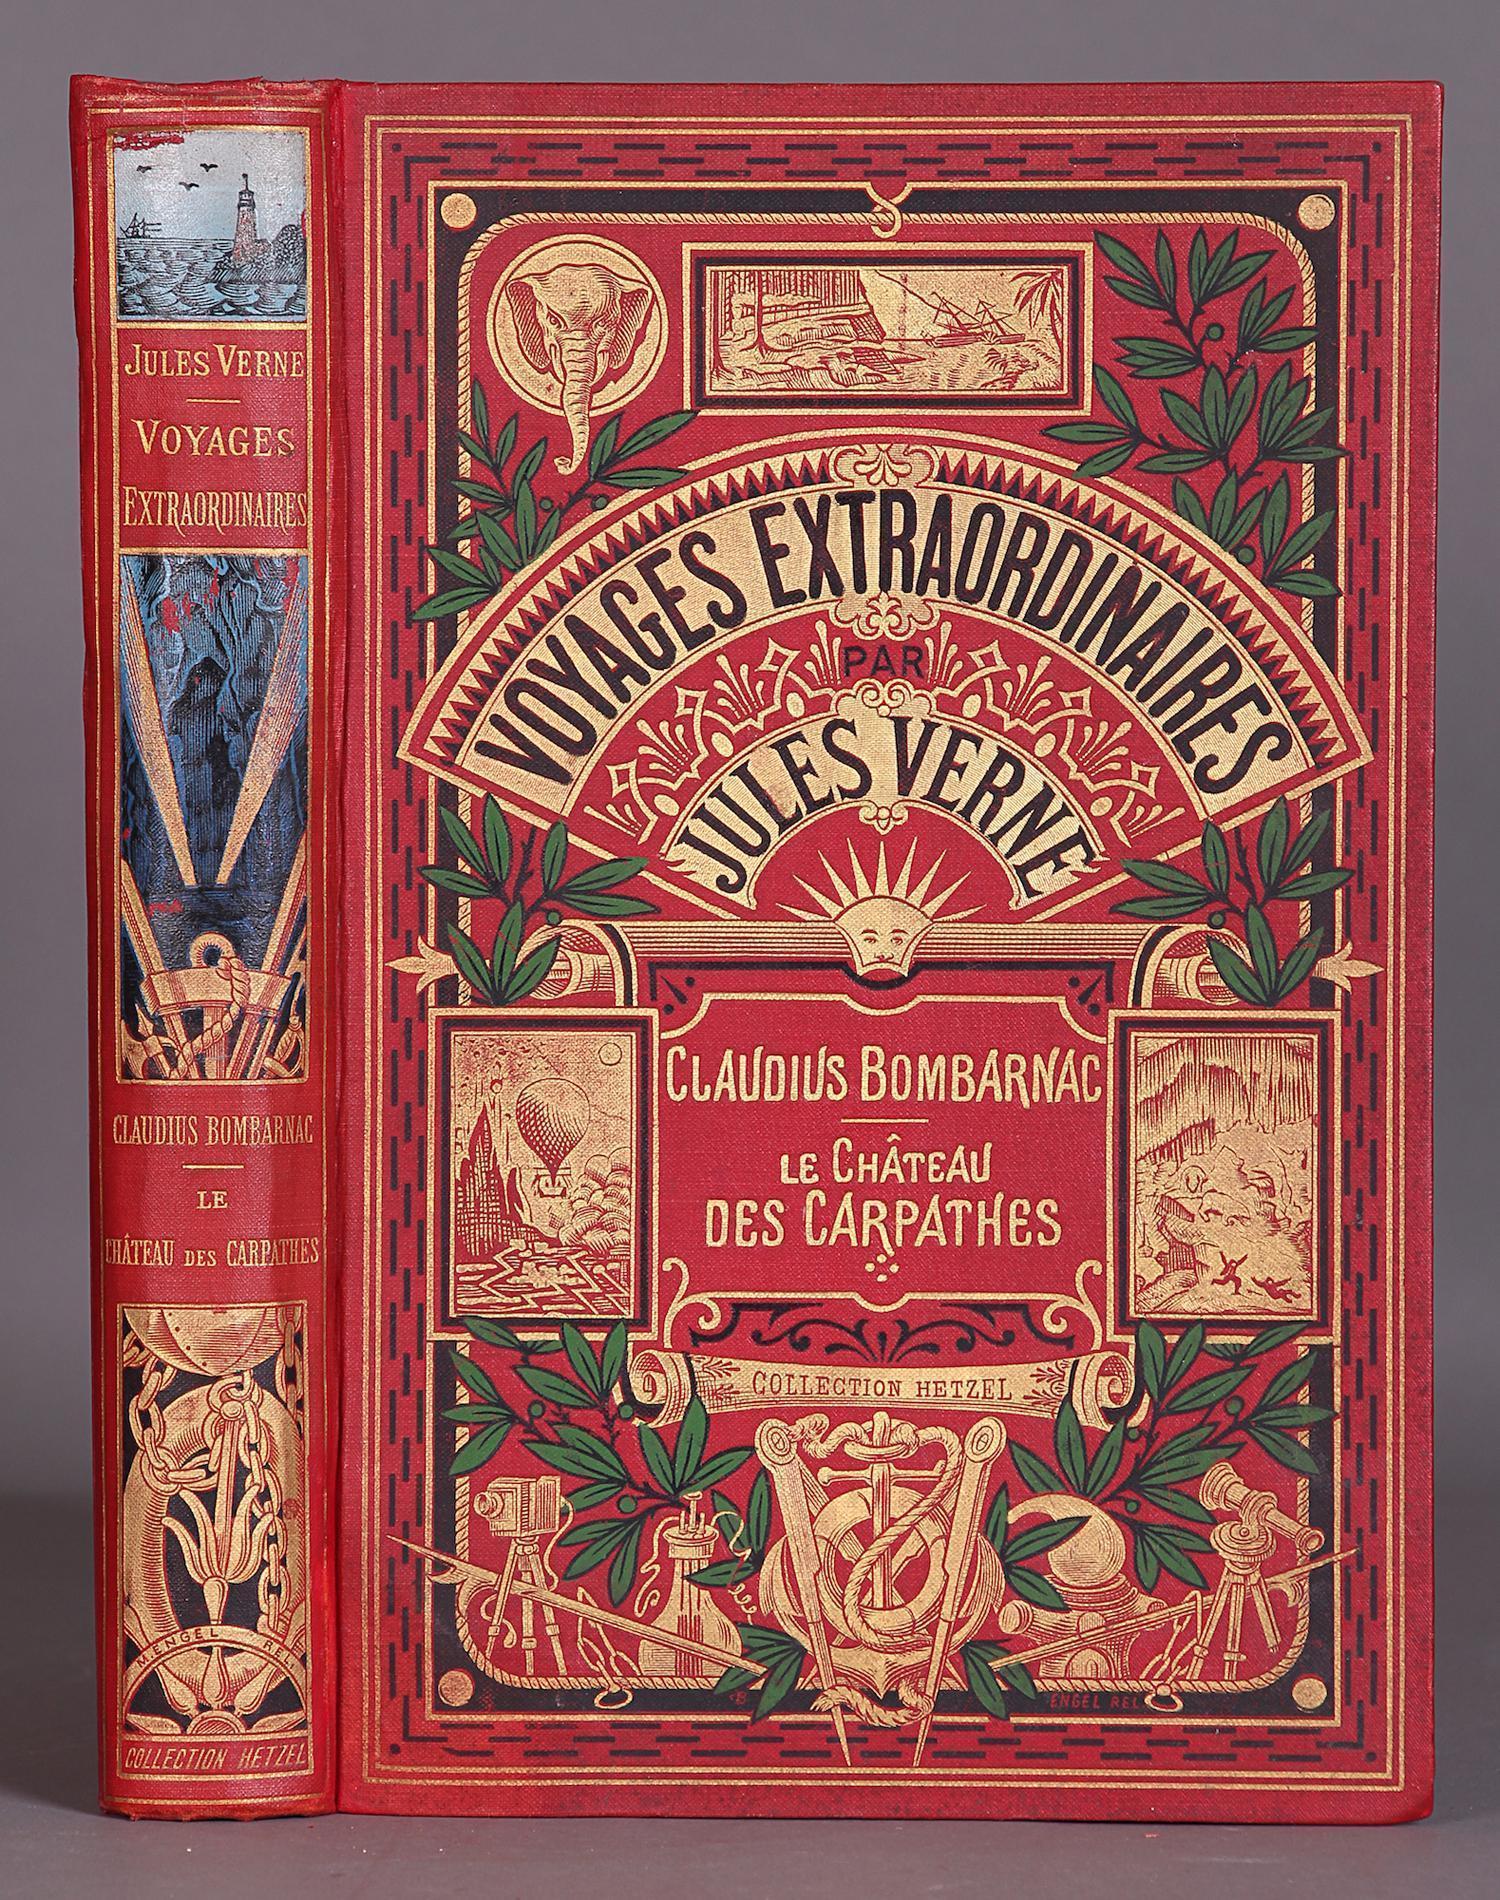 JULES VERNE
VOYAGES
EXTRAORDINAIRES
CLAUDIUS BOMBARNAC
LE
CHÂTEAU DES CARPATHES
M. ENGEL REL
COLLECTION HETZEL
VOYAGES EXTRAORDINAIRES
PAR
JULES VERNE
CLAUDIUS BOMBARNAC
LE CHÂTEAU
DES CARPATHES
COLLECTION HETZEL
ENGEL REL